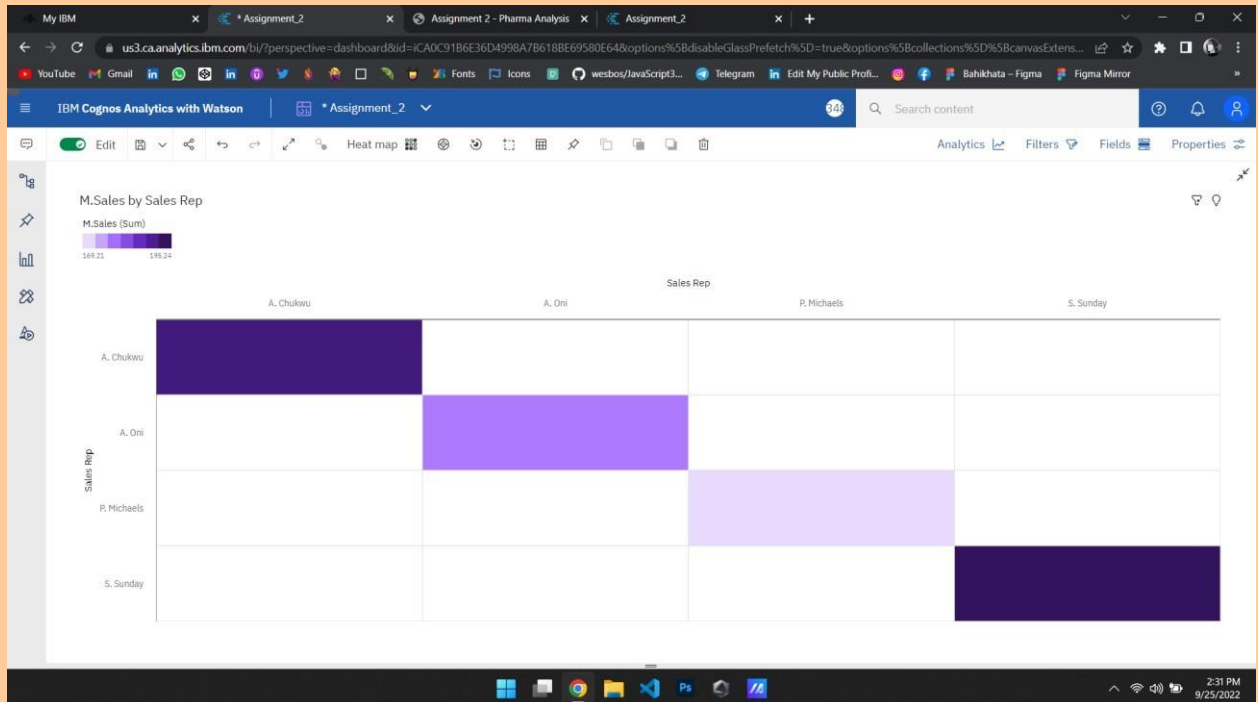 My IBM
* Assignment_2
Assignment 2 - Pharma Analysis
Assignment_2
us3.ca.analytics.ibm.com/bi/?perspective=dashboard&id=iCA0C91B6E36D4998A7B618BE69580E64&options%5BdisableGlassPrefetch%5D=true&options%5Bcollections%5D%5BcanvasExtens...
YouTube Gmail Fonts Icons wesbos/JavaScript3... Telegram Edit My Public Profi... Bahikhata – Figma Figma Mirror »
IBM Cognos Analytics with Watson
* Assignment_2
Search content
Edit
Heat map
Analytics Filters Fields Properties
M.Sales by Sales Rep
M.Sales (Sum)
169.21 195.24
Sales Rep
A. Chukwu A. Oni P. Michaels S. Sunday
A. Chukwu
A. Oni
Sales Rep
P. Michaels
S. Sunday
Ps
2:31 PM
9/25/2022